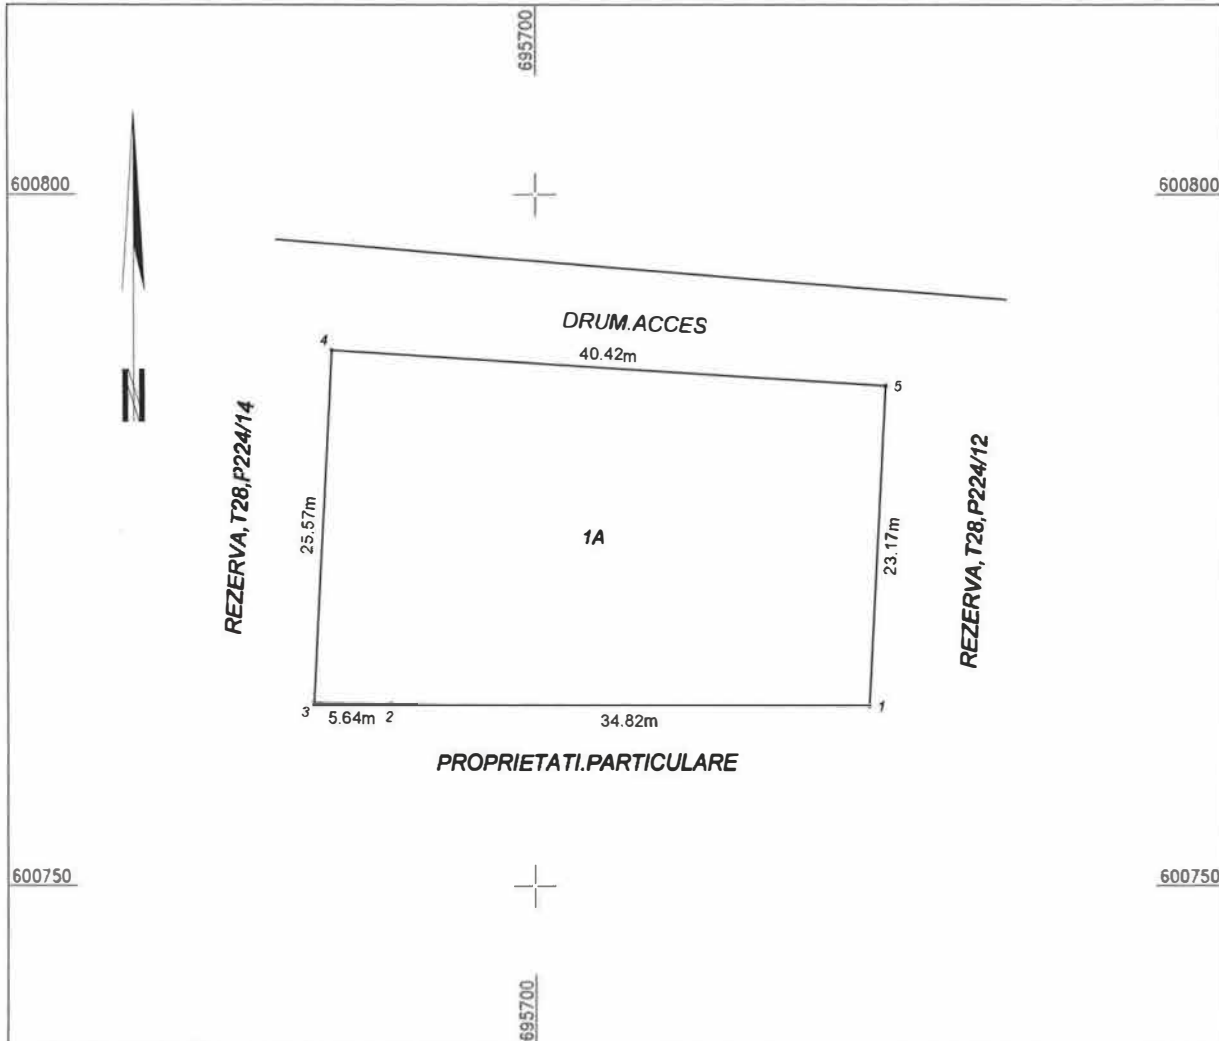 695700
600800
600800
DRUM.ACCES
4
40.42m
5
N
REZERVA,T28,P224/14
25.57m
1A
23.17m
REZERVA,T28,P224/12
3
5.64m
2
34.82m
1
PROPRIETATI.PARTICULARE
600750
600750
695700